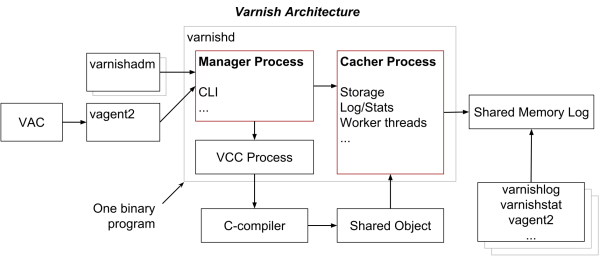 Varnish Architecture
varnishd
varnishadm
Manager Process
CLI
...
Cacher Process
Storage
Log/Stats
Worker threads
...
VAC
vagent2
Shared Memory Log
VCC Process
One binary
program
C-compiler
Shared Object
varnishlog
varnishstat
vagent2
...